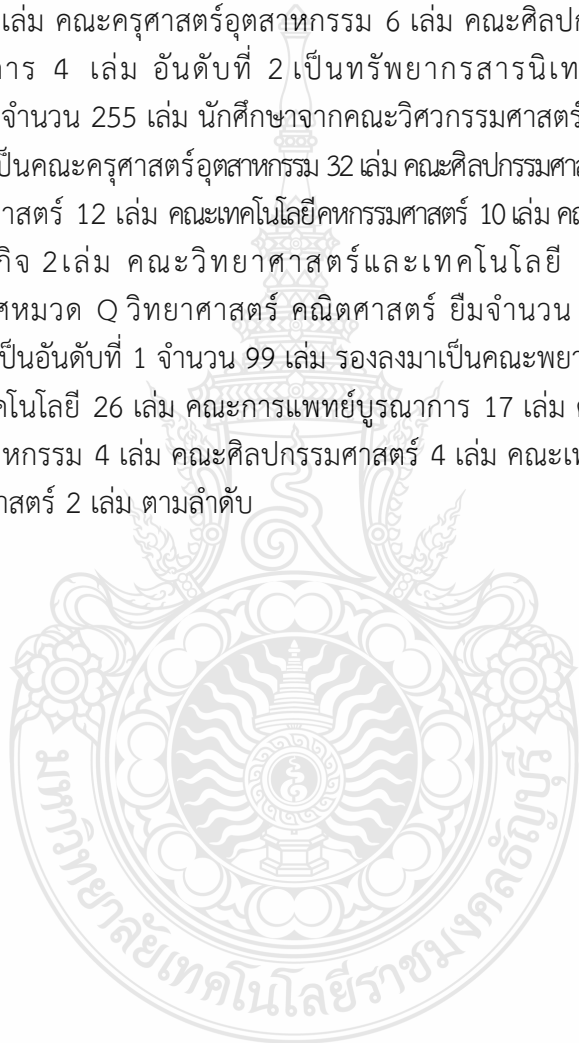 เล่ม คณะครุศาสตร์อุตสาหกรรม 6 เล่ม คณะศิลปก
าร 4 เล่ม อันดับที่ 2 เป็นทรัพยากรสารนิเท
จำนวน 255 เล่ม นักศึกษาจากคณะวิศวกรรมศาสตร์
เป็นคณะครุศาสตร์อุตสาหกรรม 32 เล่ม คณะศิลปกรรมศาส
าสตร์ 12 เล่ม คณะเทคโนโลยีคหกรรมศาสตร์ 10 เล่ม คณ
กิจ 2เล่ม คณะวิทยาศาสตร์และเทคโนโลยี
ศหมวด Q วิทยาศาสตร์ คณิตศาสตร์ ยืมจำนวน
เป็นอันดับที่ 1 จำนวน 99 เล่ม รองลงมาเป็นคณะพยา
คโนโลยี 26 เล่ม คณะการแพทย์บูรณาการ 17 เล่ม
หกรรม 4 เล่ม คณะศิลปกรรมศาสตร์ 4 เล่ม คณะเท
าสตร์ 2 เล่ม ตามลำดับ
มหาวิทยาลัยเทคโนโลยีราชมงคลธัญบุรี